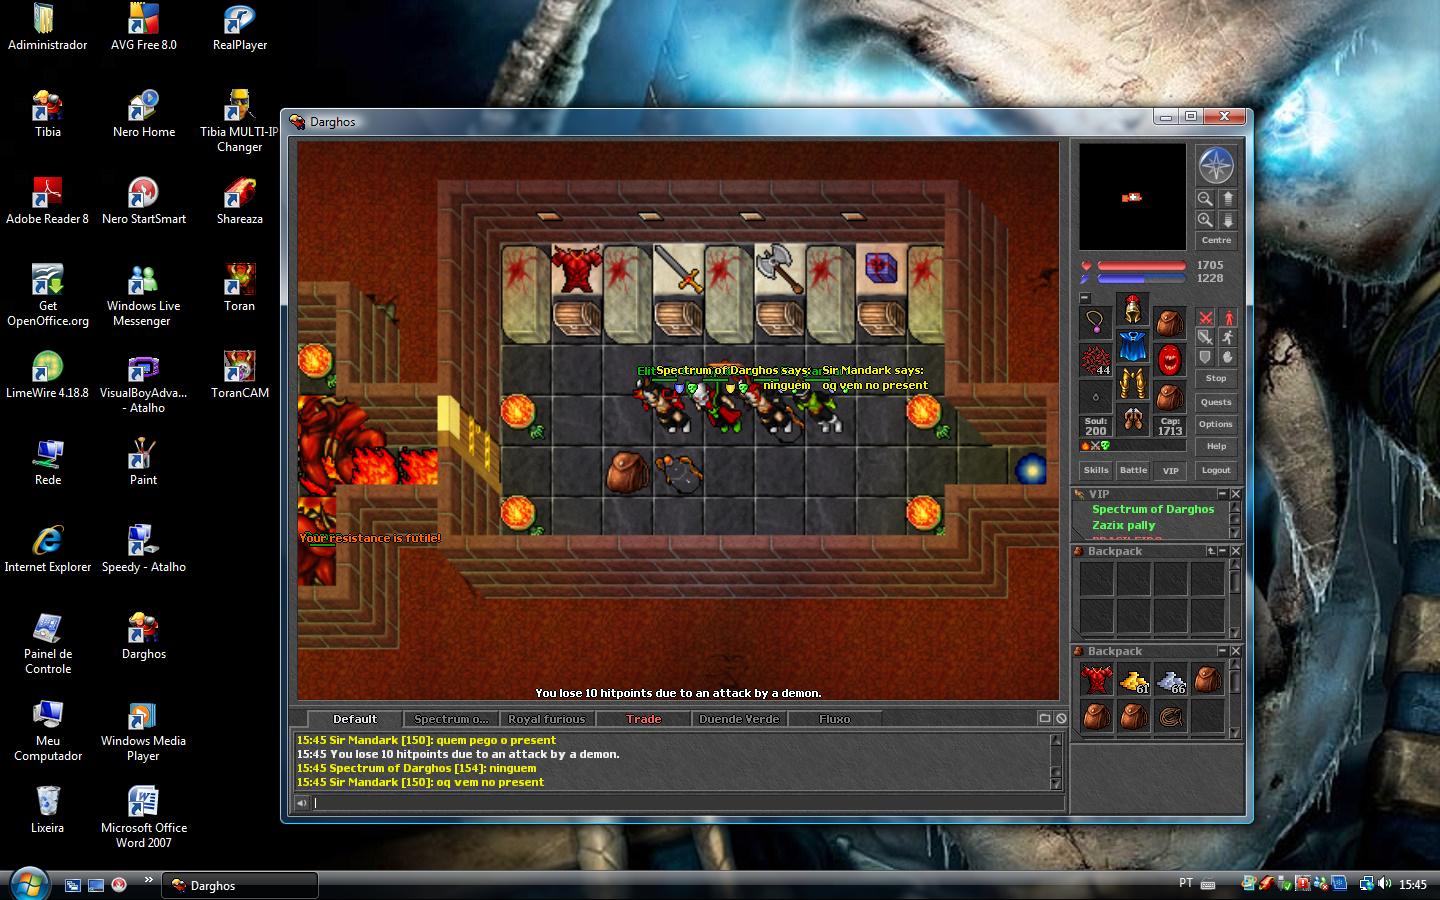 Adiministrador
AVG Free 8.0
RealPlayer
Tibia
Nero Home
Tibia MULTI-IP
Changer
Adobe Reader 8
Nero StartSmart
Shareaza
Get
OpenOffice.org
Windows Live
Messenger
Toran
LimeWire 4.18.8
VisualBoyAdva...
- Atalho
ToranCAM
Rede
Paint
Internet Explorer
Speedy - Atalho
Painel de
Controle
Darghos
Meu
Computador
Windows Media
Player
Lixeira
Microsoft Office
Word 2007
Darghos
Spectrum of Darghos says:
ninguem
Sir Mandark says:
oq vem no present
Your resistance is futile!
You lose 10 hitpoints due to an attack by a demon.
Default
Spectrum o...
Royal furious
Trade
Duende Verde
Fluxo
15:45 Sir Mandark [150]: quem pego o present
15:45 You lose 10 hitpoints due to an attack by a demon.
15:45 Spectrum of Darghos [154]: ninguem
15:45 Sir Mandark [150]: oq vem no present
Centre
1705
1228
44
Soul:
200
Cap:
1713
Stop
Quests
Options
Help
Skills
Battle
VIP
Logout
VIP
Spectrum of Darghos
Zazix pally
Backpack
Backpack
61
66
Darghos
PT
15:45